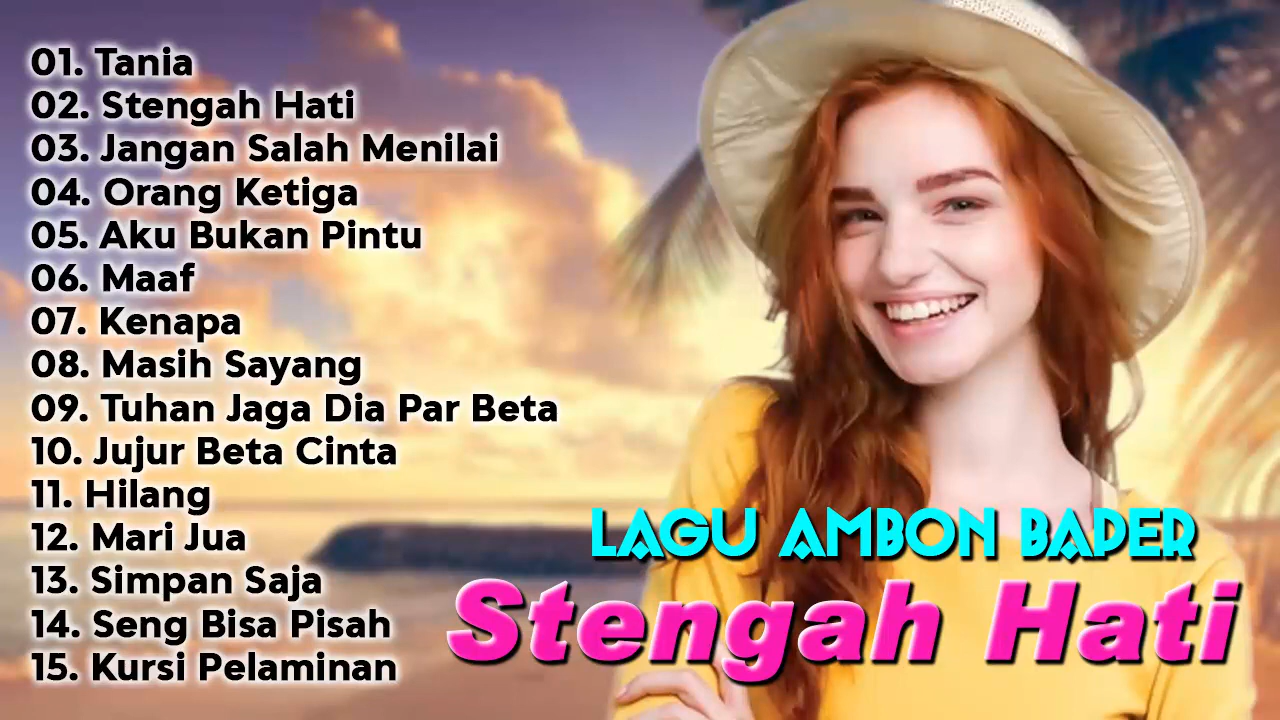 01. Tania
02. Stengah Hati
03. Jangan Salah Menilai
04. Orang Ketiga
05. Aku Bukan Pintu
06. Maaf
07. Kenapa
08. Masih Sayang
09. Tuhan Jaga Dia Par Beta
10. Jujur Beta Cinta
11. Hilang
12. Mari Jua
13. Simpan Saja
14. Seng Bisa Pisah
15. Kursi Pelaminan
LAGU AMBON BAPER
Stengah Hati